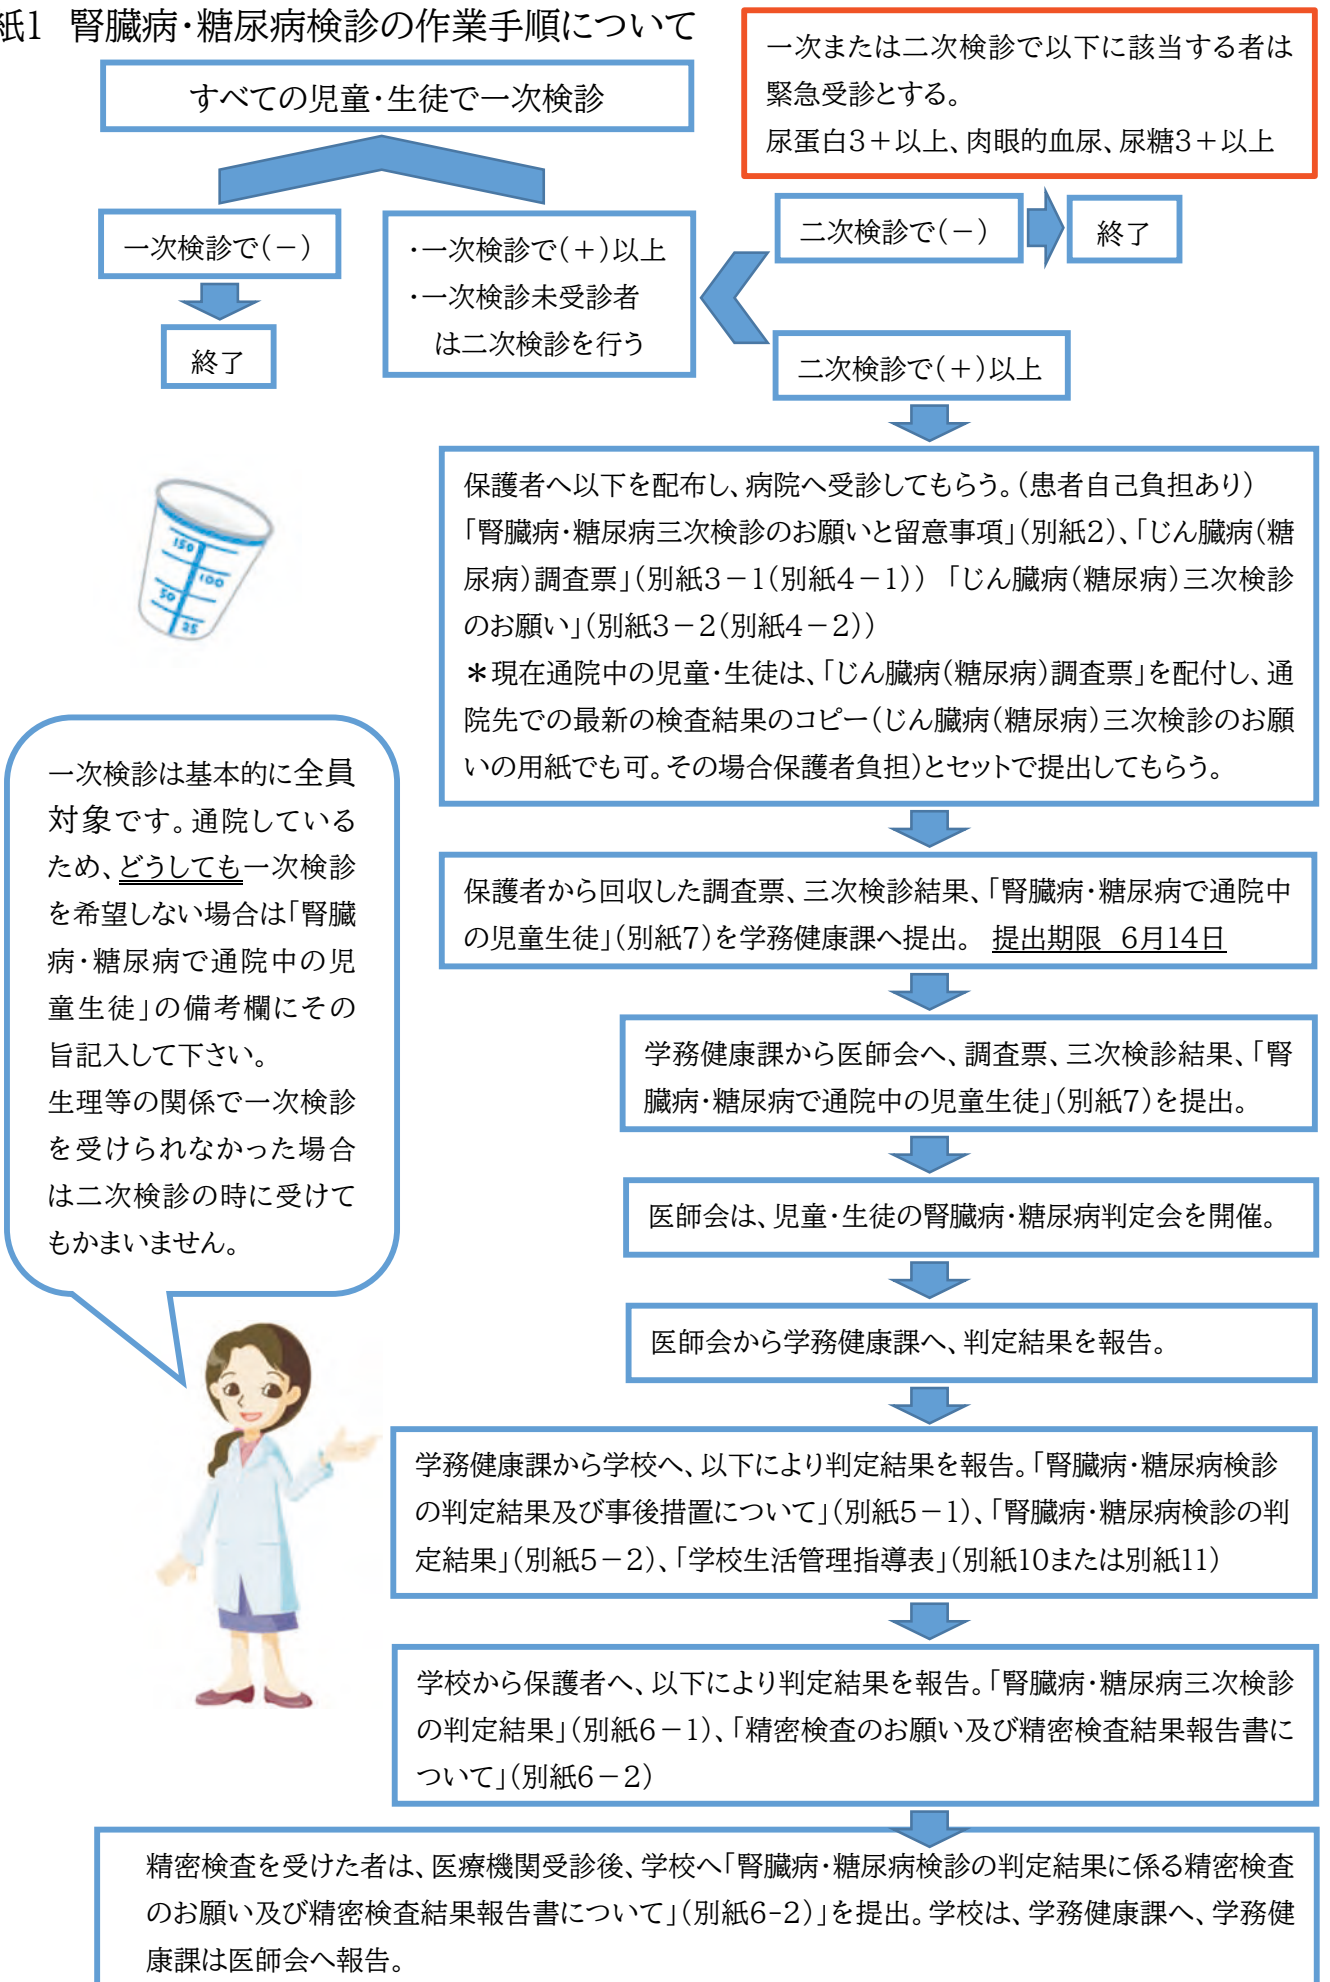 紙1 腎臓病・糖尿病検診の作業手順について
一次または二次検診で以下に該当する者は
緊急受診とする。
尿蛋白3＋以上、肉眼的血尿、尿糖3＋以上
すべての児童・生徒で一次検診
一次検診で(－)
終了
・一次検診で(＋)以上
・一次検診未受診者
は二次検診を行う
二次検診で(－)
終了
二次検診で(＋)以上
150
100
50
25
保護者へ以下を配布し、病院へ受診してもらう。(患者自己負担あり)
「腎臓病・糖尿病三次検診のお願いと留意事項」(別紙2)、「じん臓病(糖
尿病)調査票」(別紙3－1(別紙4－1)) 「じん臓病(糖尿病)三次検診
のお願い」(別紙3－2(別紙4－2))
＊現在通院中の児童・生徒は、「じん臓病(糖尿病)調査票」を配付し、通
院先での最新の検査結果のコピー(じん臓病(糖尿病)三次検診のお願
いの用紙でも可。その場合保護者負担)とセットで提出してもらう。
一次検診は基本的に全員
対象です。通院している
ため、どうしても一次検診
を希望しない場合は「腎臓
病・糖尿病で通院中の児
童生徒」の備考欄にその
旨記入して下さい。
生理等の関係で一次検診
を受けられなかった場合
は二次検診の時に受けて
もかまいません。
保護者から回収した調査票、三次検診結果、「腎臓病・糖尿病で通院中
の児童生徒」(別紙7)を学務健康課へ提出。 提出期限 6月14日
学務健康課から医師会へ、調査票、三次検診結果、「腎
臓病・糖尿病で通院中の児童生徒」(別紙7)を提出。
医師会は、児童・生徒の腎臓病・糖尿病判定会を開催。
医師会から学務健康課へ、判定結果を報告。
学務健康課から学校へ、以下により判定結果を報告。「腎臓病・糖尿病検診
の判定結果及び事後措置について」(別紙5－1)、「腎臓病・糖尿病検診の判
定結果」(別紙5－2)、「学校生活管理指導表」(別紙10または別紙11)
学校から保護者へ、以下により判定結果を報告。「腎臓病・糖尿病三次検診
の判定結果」(別紙6－1)、「精密検査のお願い及び精密検査結果報告書に
ついて」(別紙6－2)
精密検査を受けた者は、医療機関受診後、学校へ「腎臓病・糖尿病検診の判定結果に係る精密検査
のお願い及び精密検査結果報告書について」(別紙6-2)」を提出。学校は、学務健康課へ、学務健
康課は医師会へ報告。